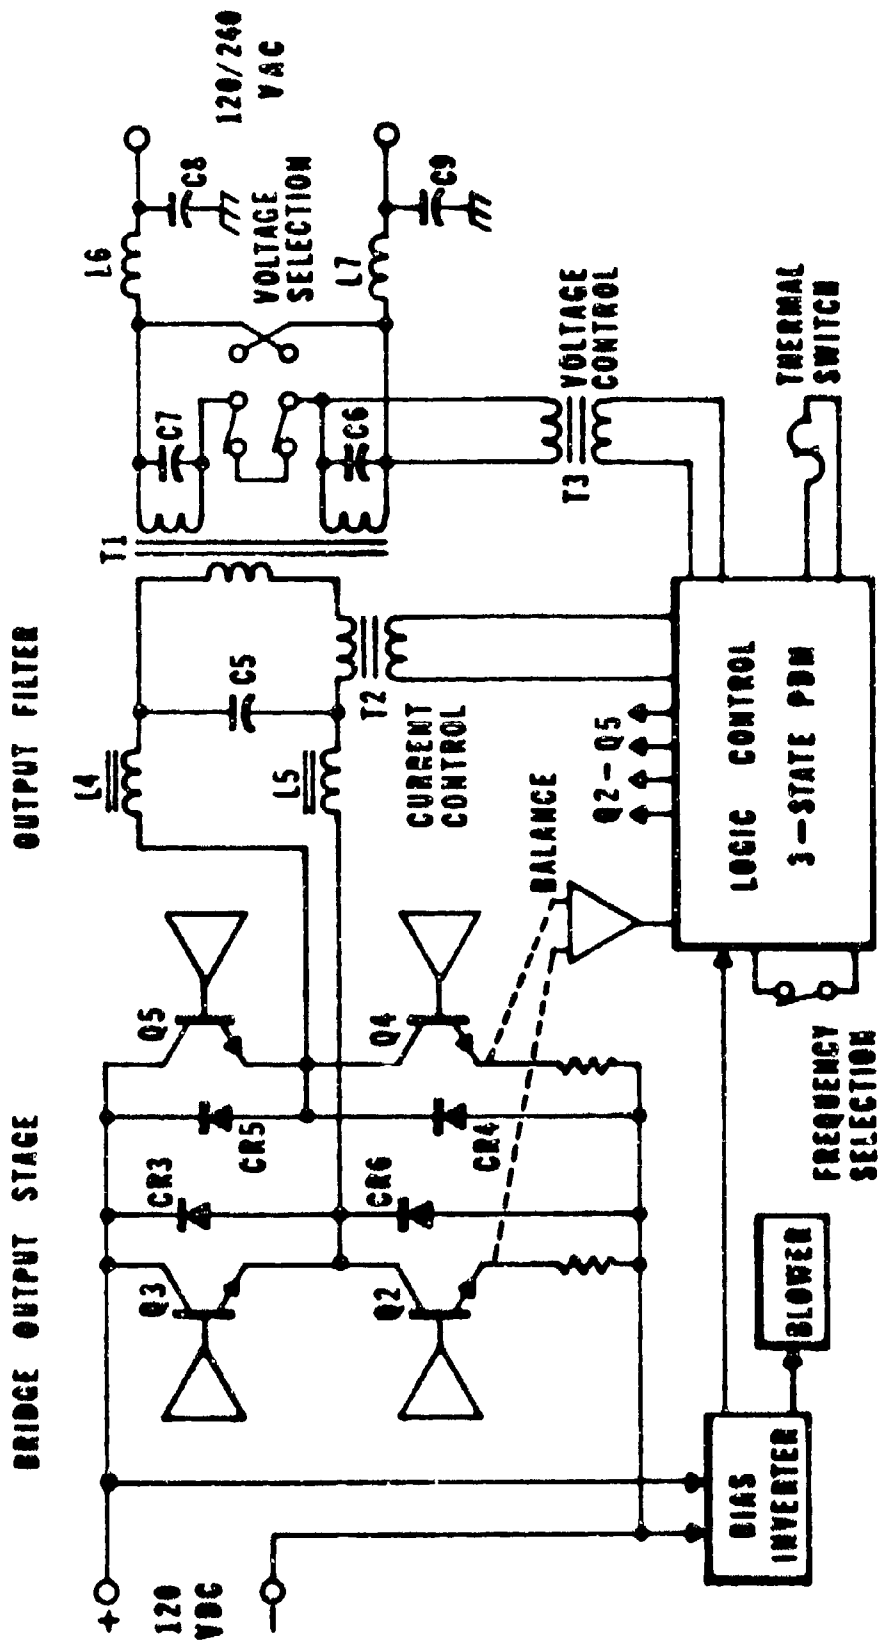 BRIDGE OUTPUT STAGE
OUTPUT FILTER
+
120
VDC
−
Q3
Q2
CR3
CR6
CR5
CR4
Q5
Q4
L4
L5
C5
T2
CURRENT
CONTROL
T1
C7
C6
L6
L7
C8
C9
VOLTAGE
SELECTION
120/240
VAC
T3
VOLTAGE
CONTROL
BALANCE
Q2-Q5
LOGIC CONTROL
3-STATE PDM
THERMAL
SWITCH
FREQUENCY
SELECTION
BIAS
INVERTER
BLOWER